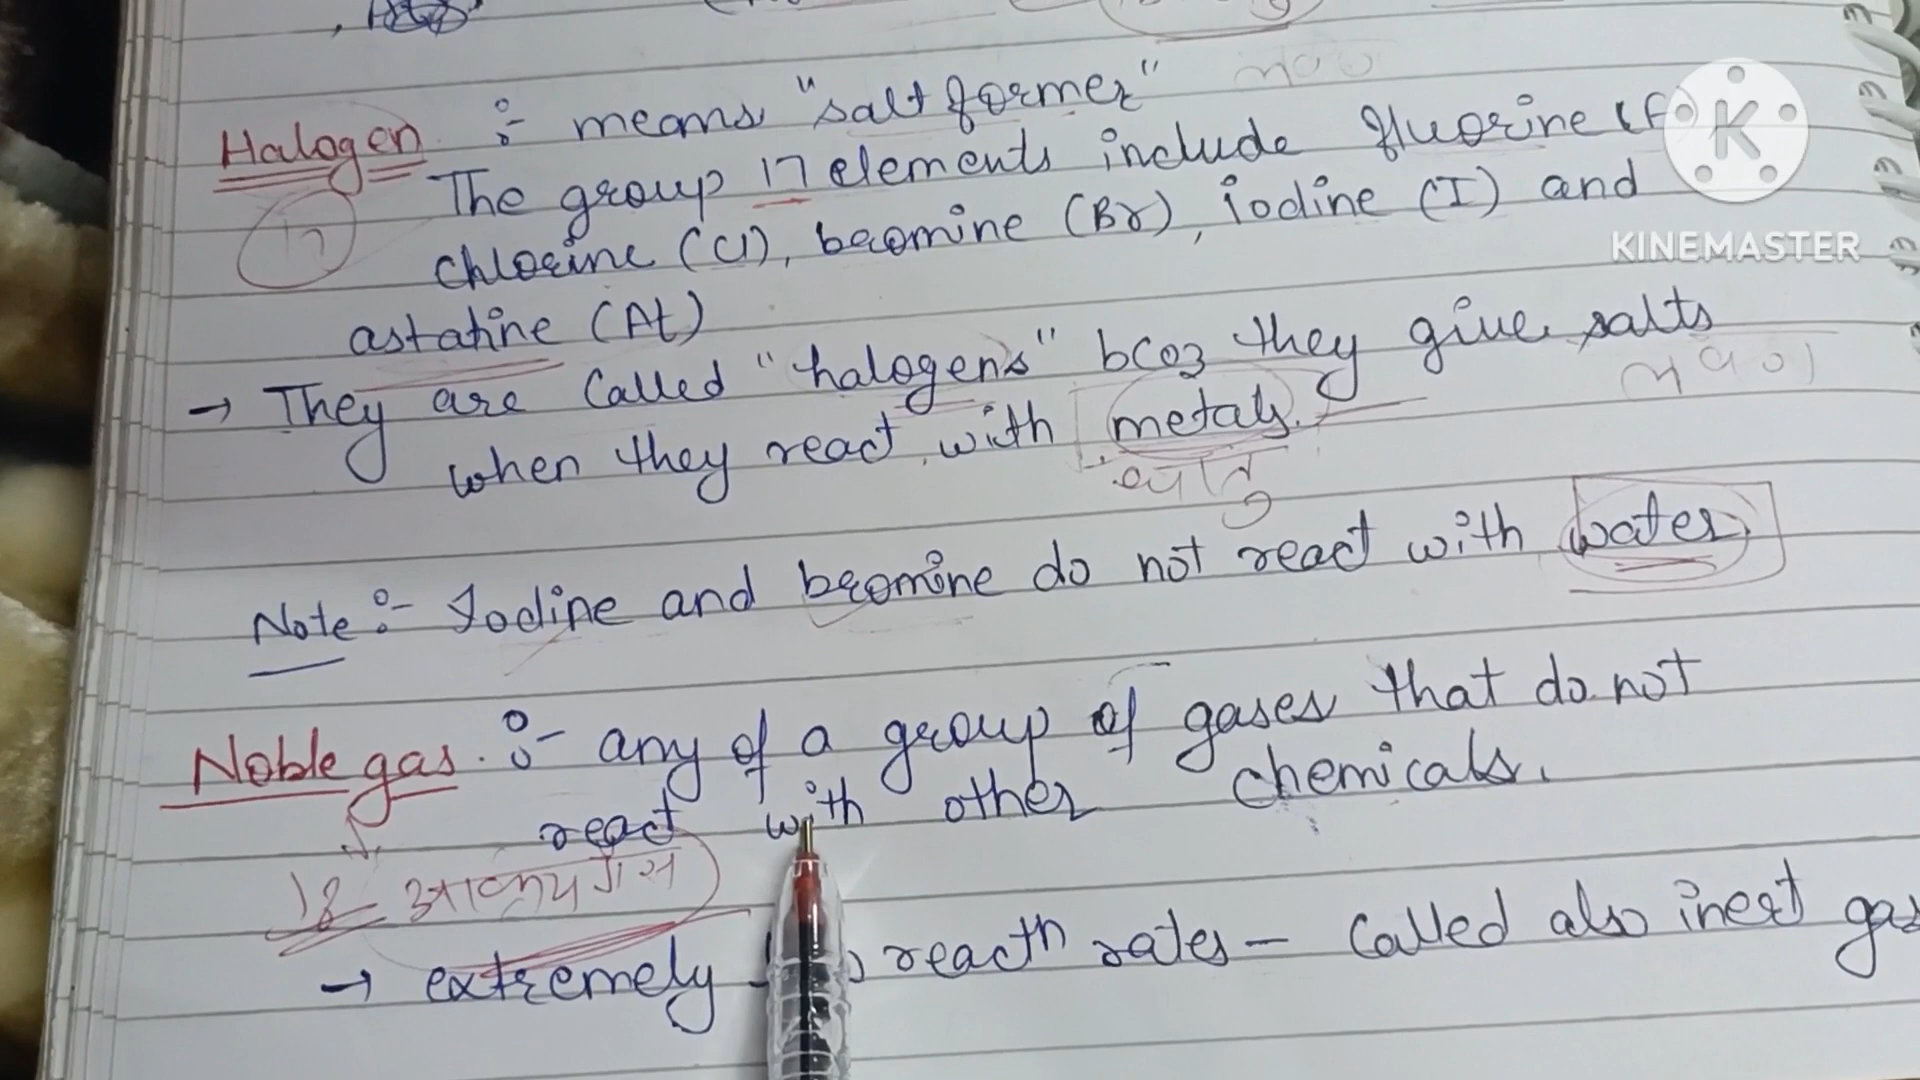 Halogen :- means "salt former"
The group 17 elements include fluorine (F)
17
chlorine (Cl), bromine (Br), iodine (I) and
KINEMASTER
astatine (At)
→ They are called "halogens" bcoz they give salts
when they react with metals.
धातु
Note :- Iodine and bromine do not react with water.
Noble gas :- any of a group of gases that do not
react with other chemicals.
18
→ extremely reactn rates - called also inert gas